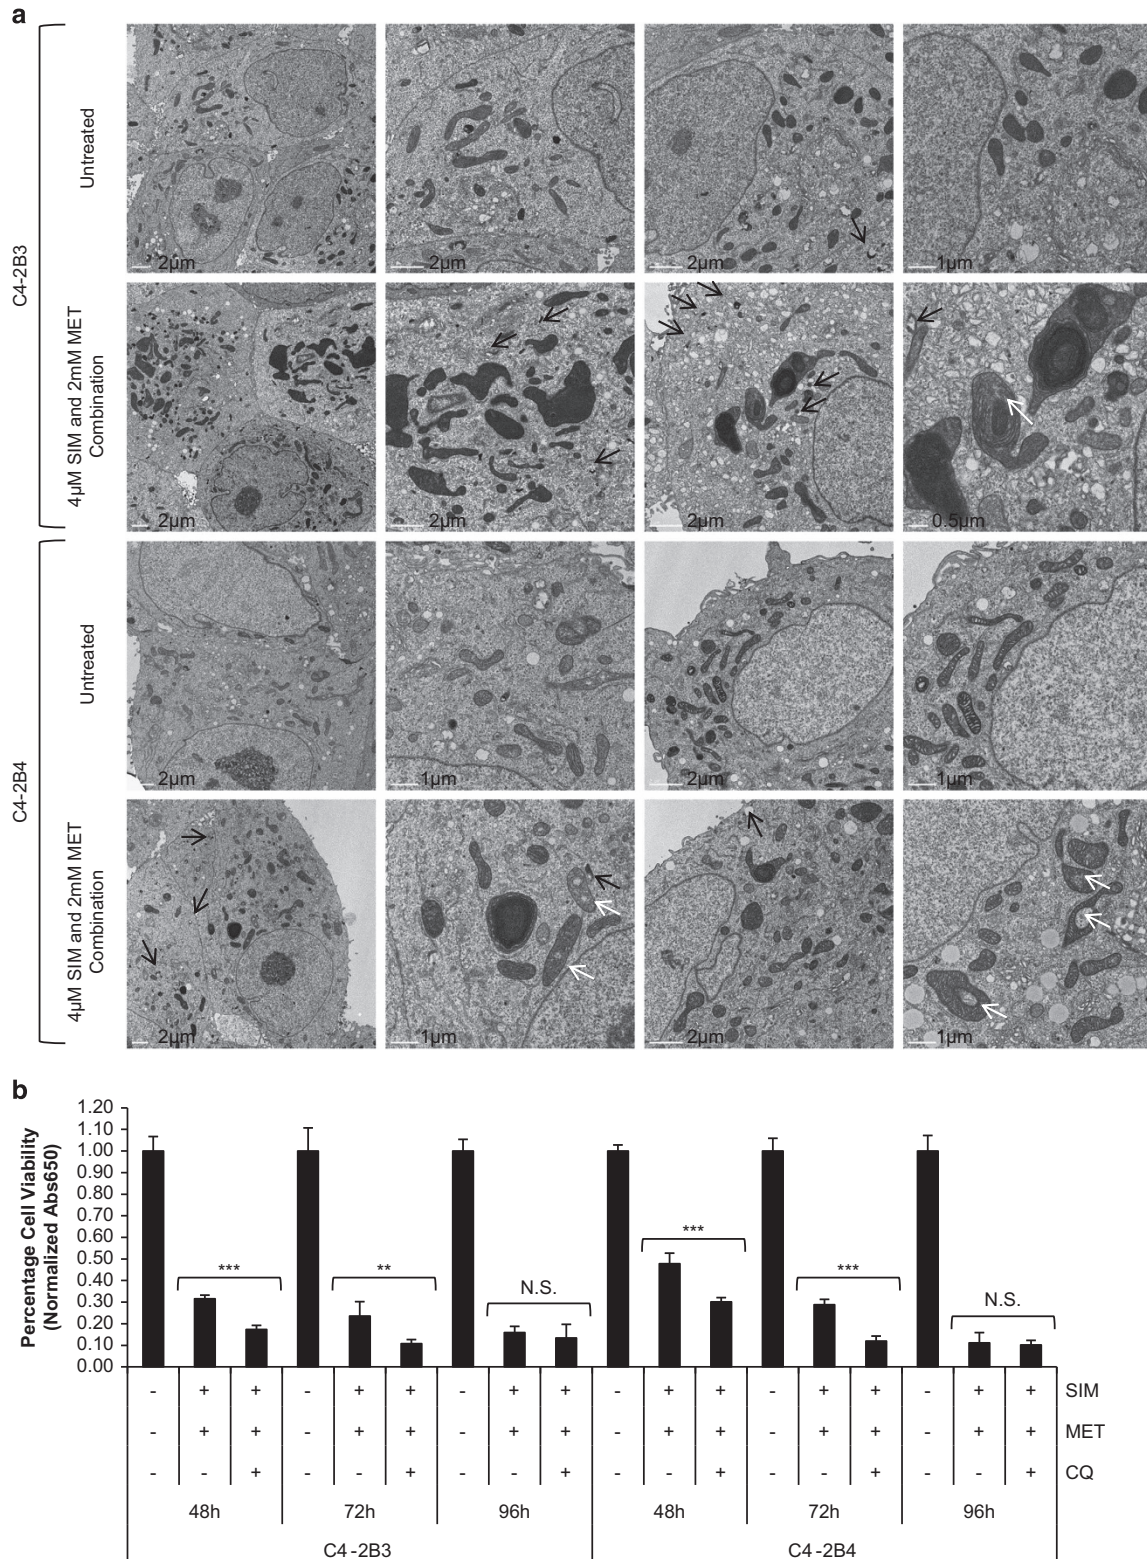 a
C4-2B3
Untreated
2μm
2μm
2μm
1μm
4μM SIM and 2mM MET
Combination
2μm
2μm
2μm
0.5μm
C4-2B4
Untreated
2μm
1μm
2μm
1μm
4μM SIM and 2mM MET
Combination
2μm
1μm
2μm
1μm
b
Percentage Cell Viability
(Normalized Abs650)
1.20
1.10
1.00
0.90
0.80
0.70
0.60
0.50
0.40
0.30
0.20
0.10
0.00
*** ** N.S. *** *** N.S.
- + + - + + - + + - + + - + + - + + SIM
- + + - + + - + + - + + - + + - + + MET
- - + - - + - - + - - + - - + - - + CQ
48h 72h 96h 48h 72h 96h
C4-2B3 C4-2B4